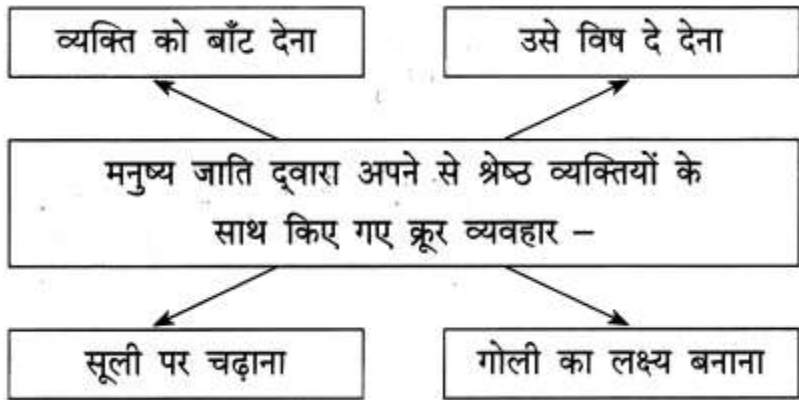 व्यक्ति को बाँट देना
उसे विष दे देना
मनुष्य जाति द्‌वारा अपने से श्रेष्ठ व्यक्तियों के
साथ किए गए क्रूर व्यवहार –
सूली पर चढ़ाना
गोली का लक्ष्य बनाना